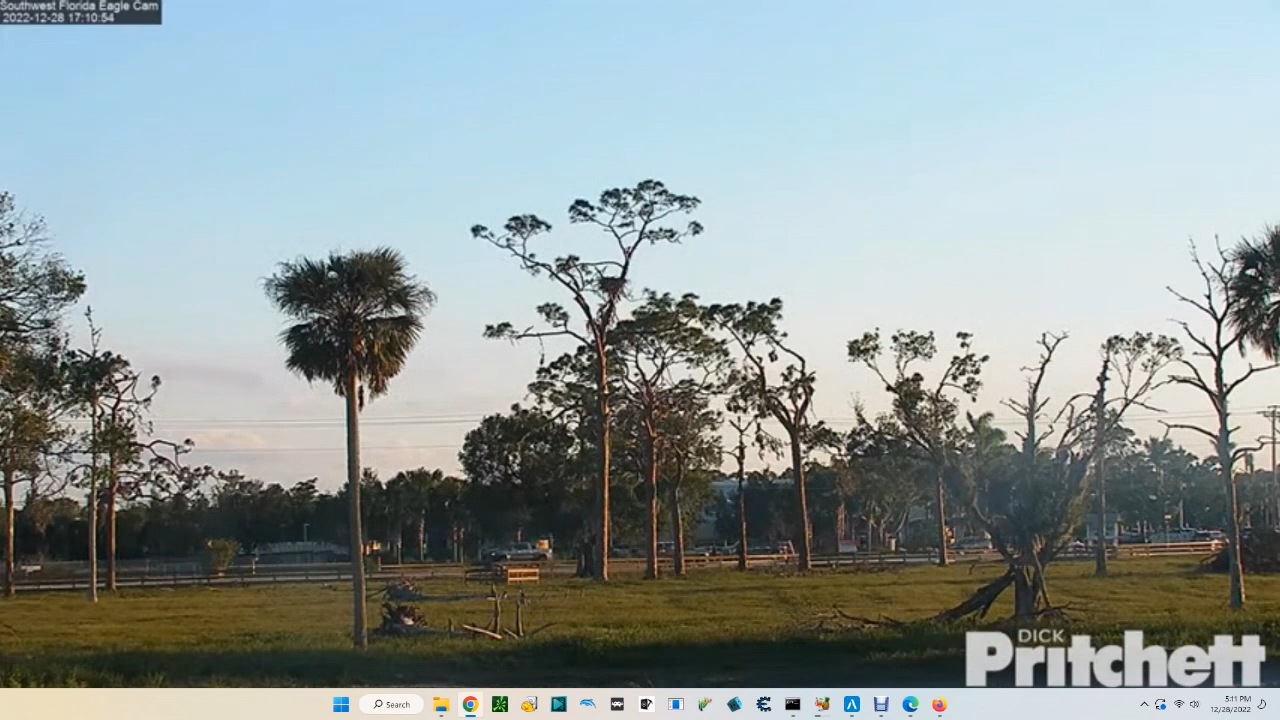 Southwest Florida Eagle Cam
2022-12-28 17:10:54
DICK
Pritchett
Search
5:11 PM
12/28/2022